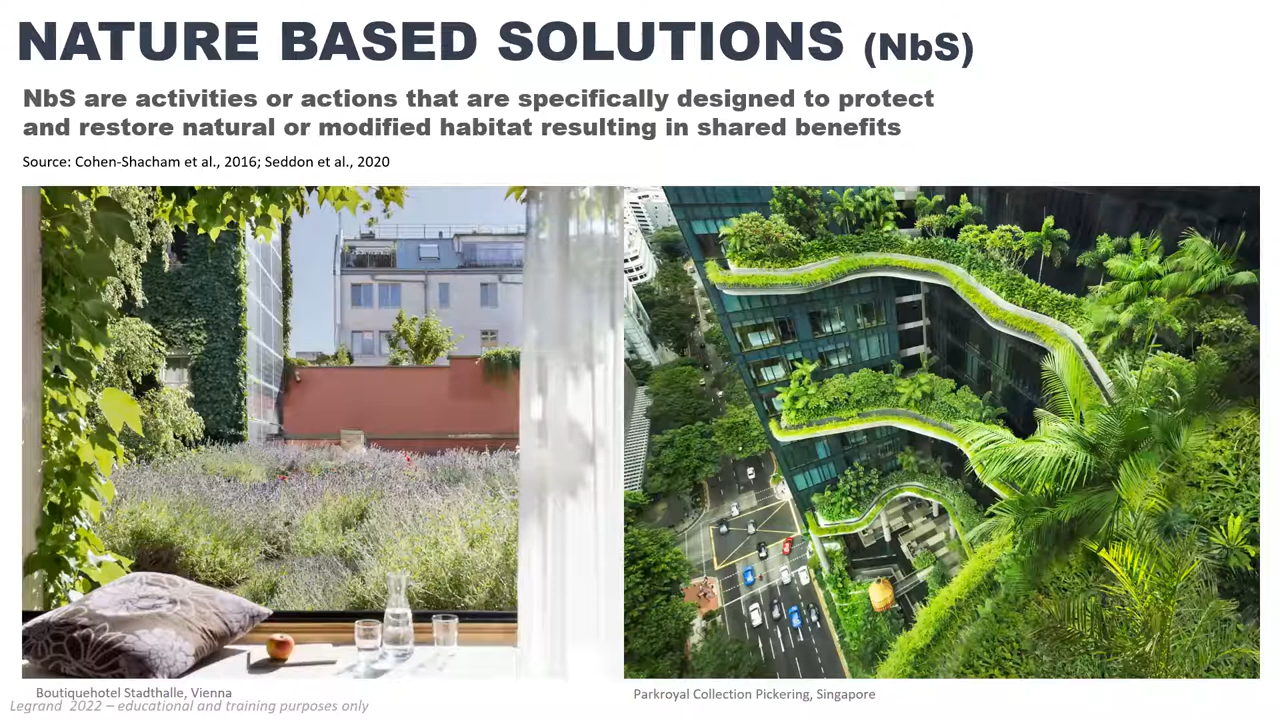 NATURE BASED SOLUTIONS (NbS)
NbS are activities or actions that are specifically designed to protect
and restore natural or modified habitat resulting in shared benefits
Source: Cohen-Shacham et al., 2016; Seddon et al., 2020
Boutiquehotel Stadthalle, Vienna
Parkroyal Collection Pickering, Singapore
Legrand 2022 – educational and training purposes only